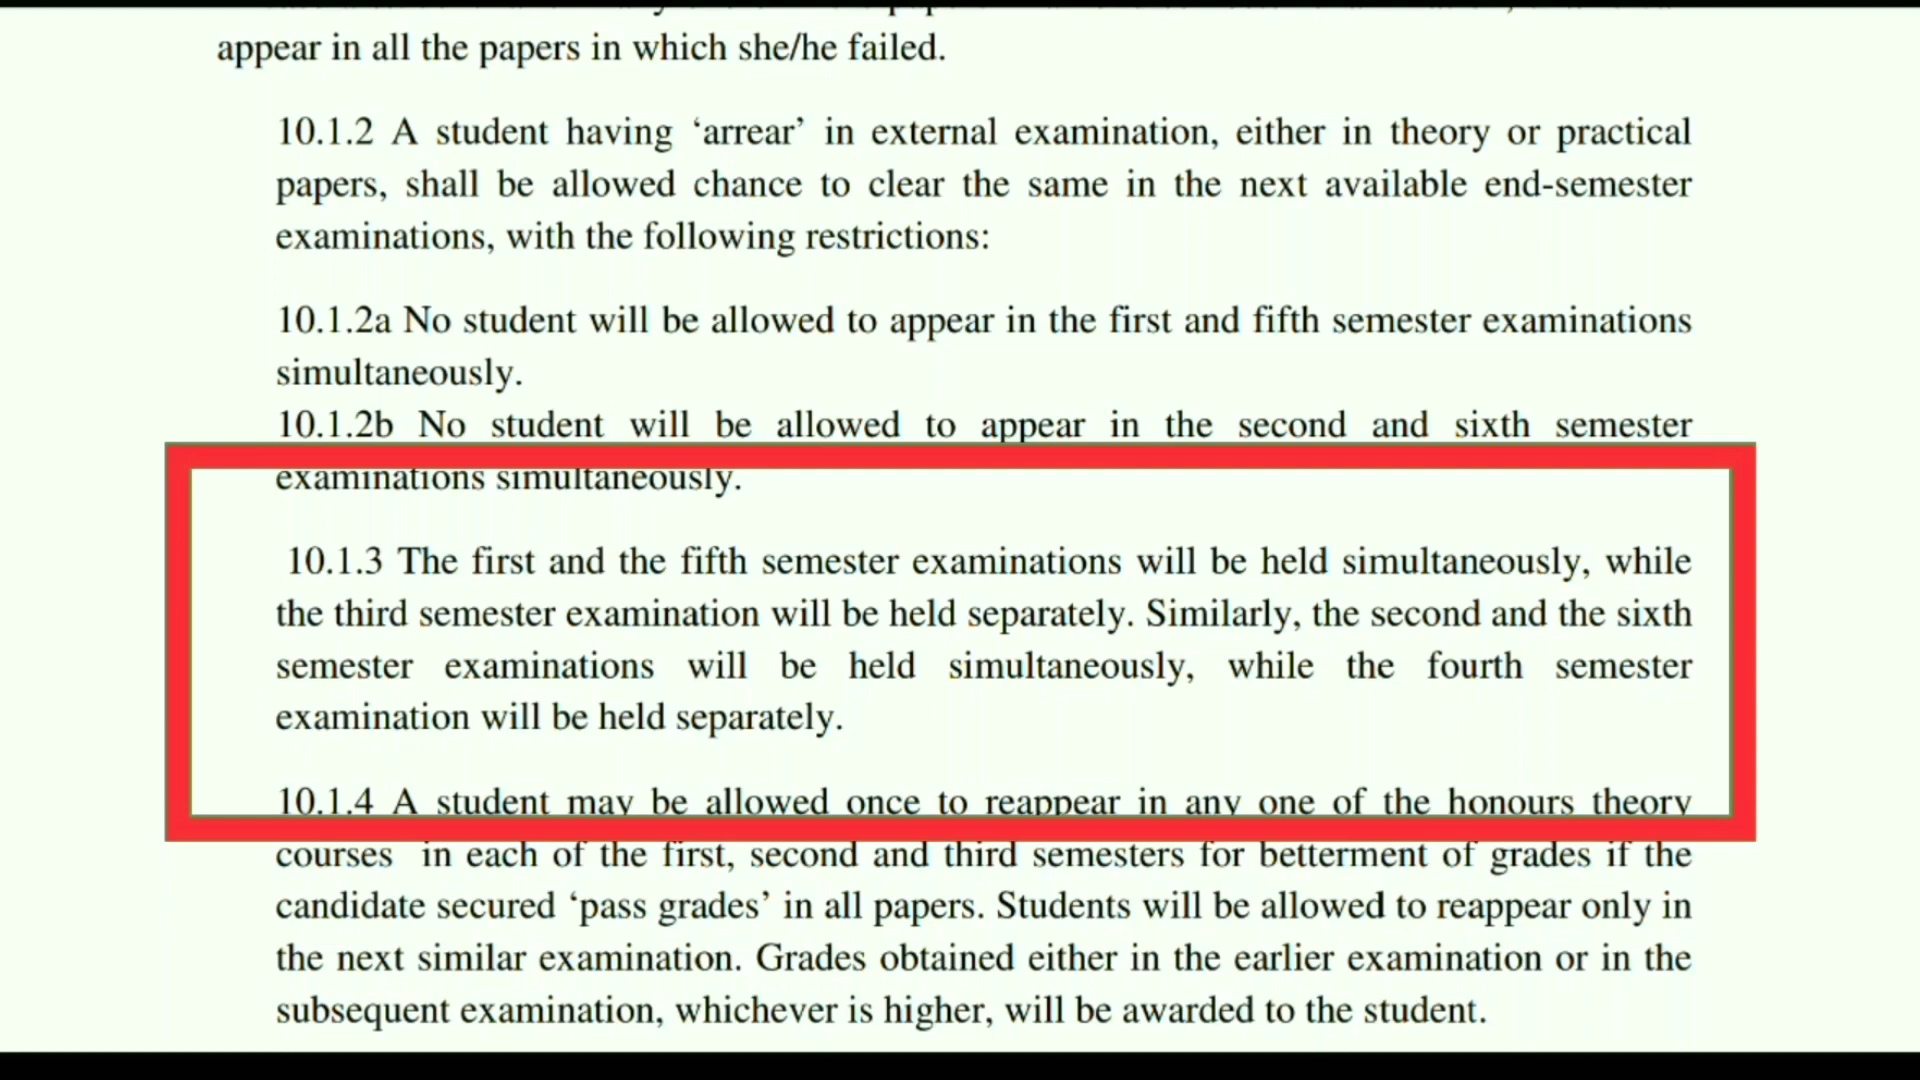 appear in all the papers in which she/he failed.
10.1.2 A student having ‘arrear’ in external examination, either in theory or practical
papers, shall be allowed chance to clear the same in the next available end-semester
examinations, with the following restrictions:
10.1.2a No student will be allowed to appear in the first and fifth semester examinations
simultaneously.
10.1.2b No student will be allowed to appear in the second and sixth semester
examinations simultaneously.
10.1.3 The first and the fifth semester examinations will be held simultaneously, while
the third semester examination will be held separately. Similarly, the second and the sixth
semester examinations will be held simultaneously, while the fourth semester
examination will be held separately.
10.1.4 A student may be allowed once to reappear in any one of the honours theory
courses in each of the first, second and third semesters for betterment of grades if the
candidate secured ‘pass grades’ in all papers. Students will be allowed to reappear only in
the next similar examination. Grades obtained either in the earlier examination or in the
subsequent examination, whichever is higher, will be awarded to the student.